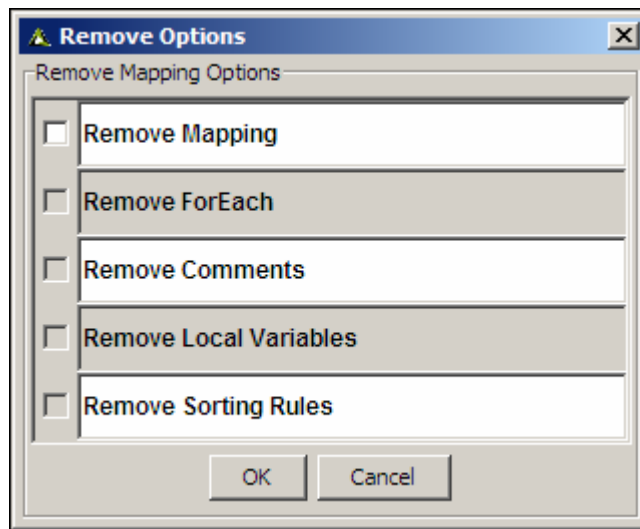 Remove Options
Remove Mapping Options
Remove Mapping
Remove ForEach
Remove Comments
Remove Local Variables
Remove Sorting Rules
OK Cancel